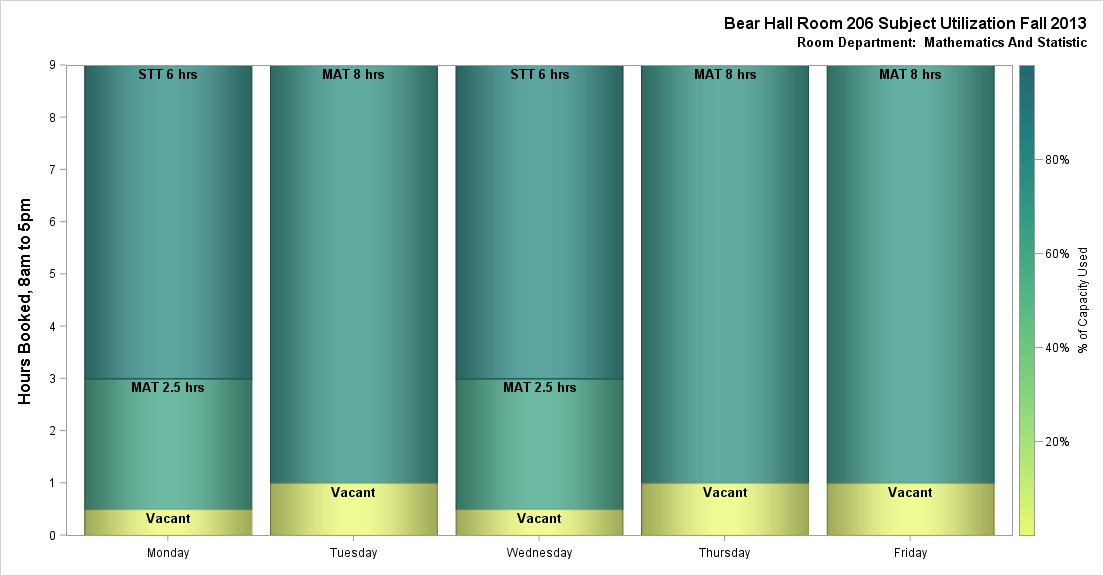 Bear Hall Room 206 Subject Utilization Fall 2013
Room Department:  Mathematics And Statistic
Hours Booked, 8am to 5pm
9
8
7
6
5
4
3
2
1
0
STT 6 hrs
MAT 2.5 hrs
Vacant
MAT 8 hrs
Vacant
STT 6 hrs
MAT 2.5 hrs
Vacant
MAT 8 hrs
Vacant
MAT 8 hrs
Vacant
Monday
Tuesday
Wednesday
Thursday
Friday
80%
60%
40%
20%
% of Capacity Used